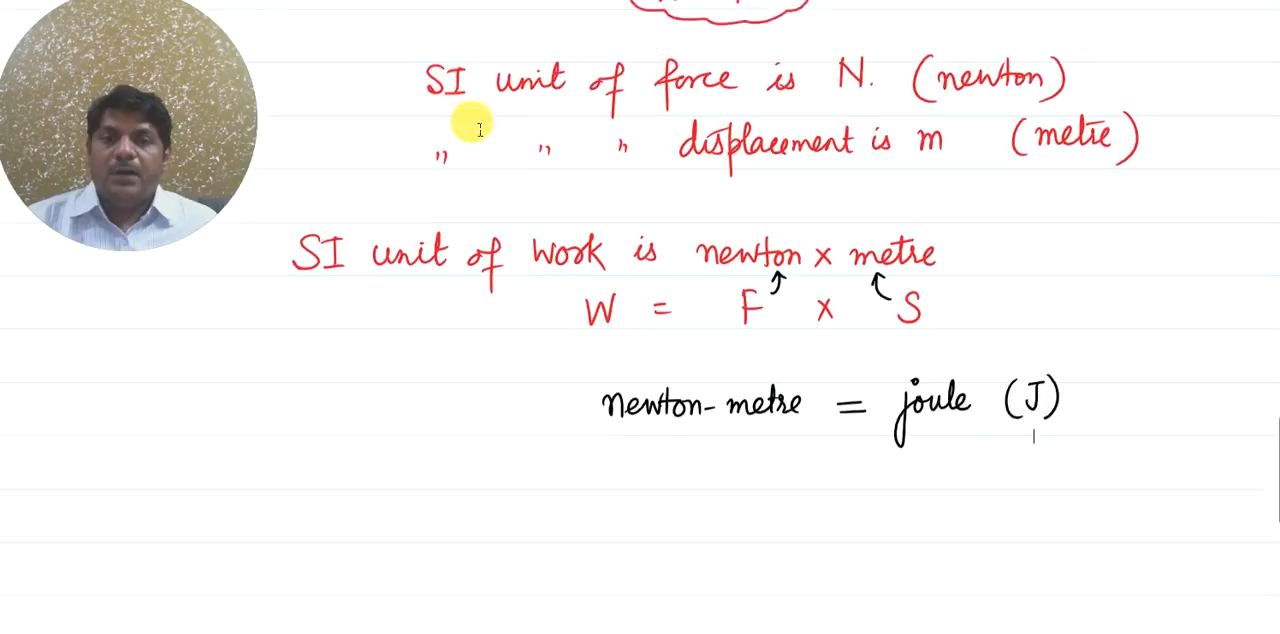 SI unit of force is N. (newton)
" " " displacement is m (metre)
SI unit of work is newton x metre
W = F x S
newton-metre = joule (J)